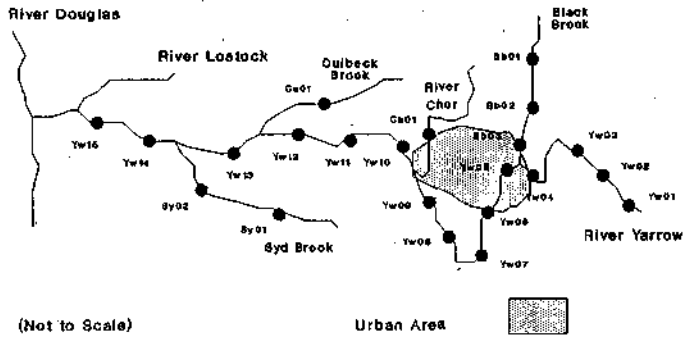 River Douglas
Black
Brook
River Lostock
Culbeck
Brook
River
Chor
Bb01
Cu01
Bb02
Ch01
Bb03
Yw03
Yw15
Yw14
Yw13
Yw12
Yw11
Yw10
Yw05
Yw02
Yw04
Yw01
Sy02
Yw09
Yw06
Sy01
Syd Brook
Yw08
Yw07
River Yarrow
(Not to Scale)
Urban Area